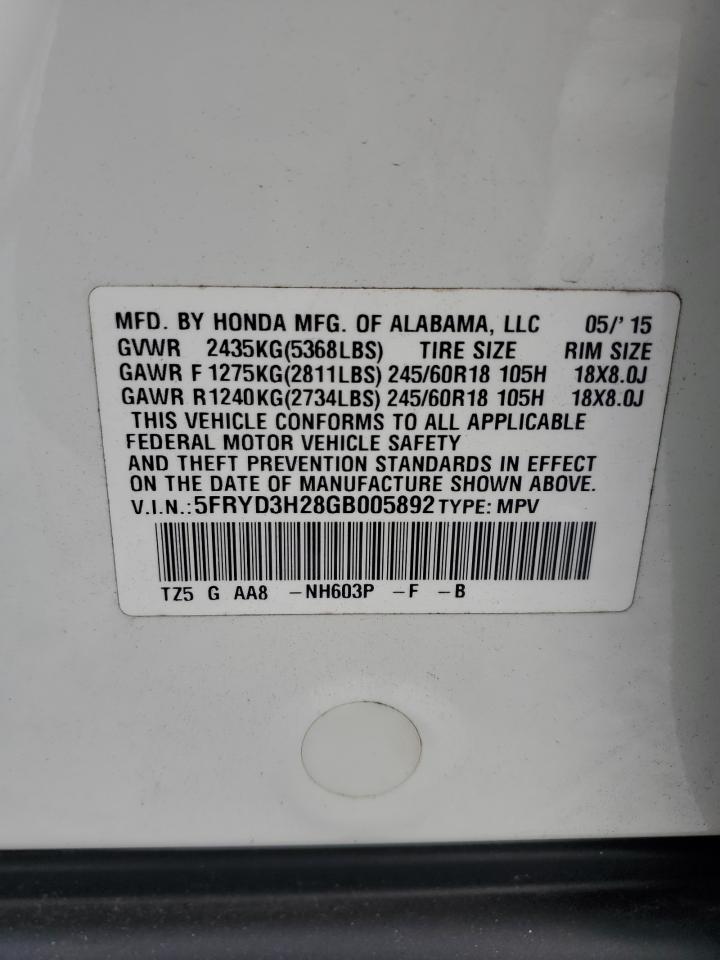 MFD. BY HONDA MFG. OF ALABAMA, LLC 05/'15
GVWR 2435KG(5368LBS) TIRE SIZE RIM SIZE
GAWR F 1275KG(2811LBS) 245/60R18 105H 18X8.0J
GAWR R1240KG(2734LBS) 245/60R18 105H 18X8.0J
THIS VEHICLE CONFORMS TO ALL APPLICABLE
FEDERAL MOTOR VEHICLE SAFETY
AND THEFT PREVENTION STANDARDS IN EFFECT
ON THE DATE OF MANUFACTURE SHOWN ABOVE.
V.I.N.:5FRYD3H28GB005892 TYPE: MPV
TZ5 G AA8 -NH603P -F -B